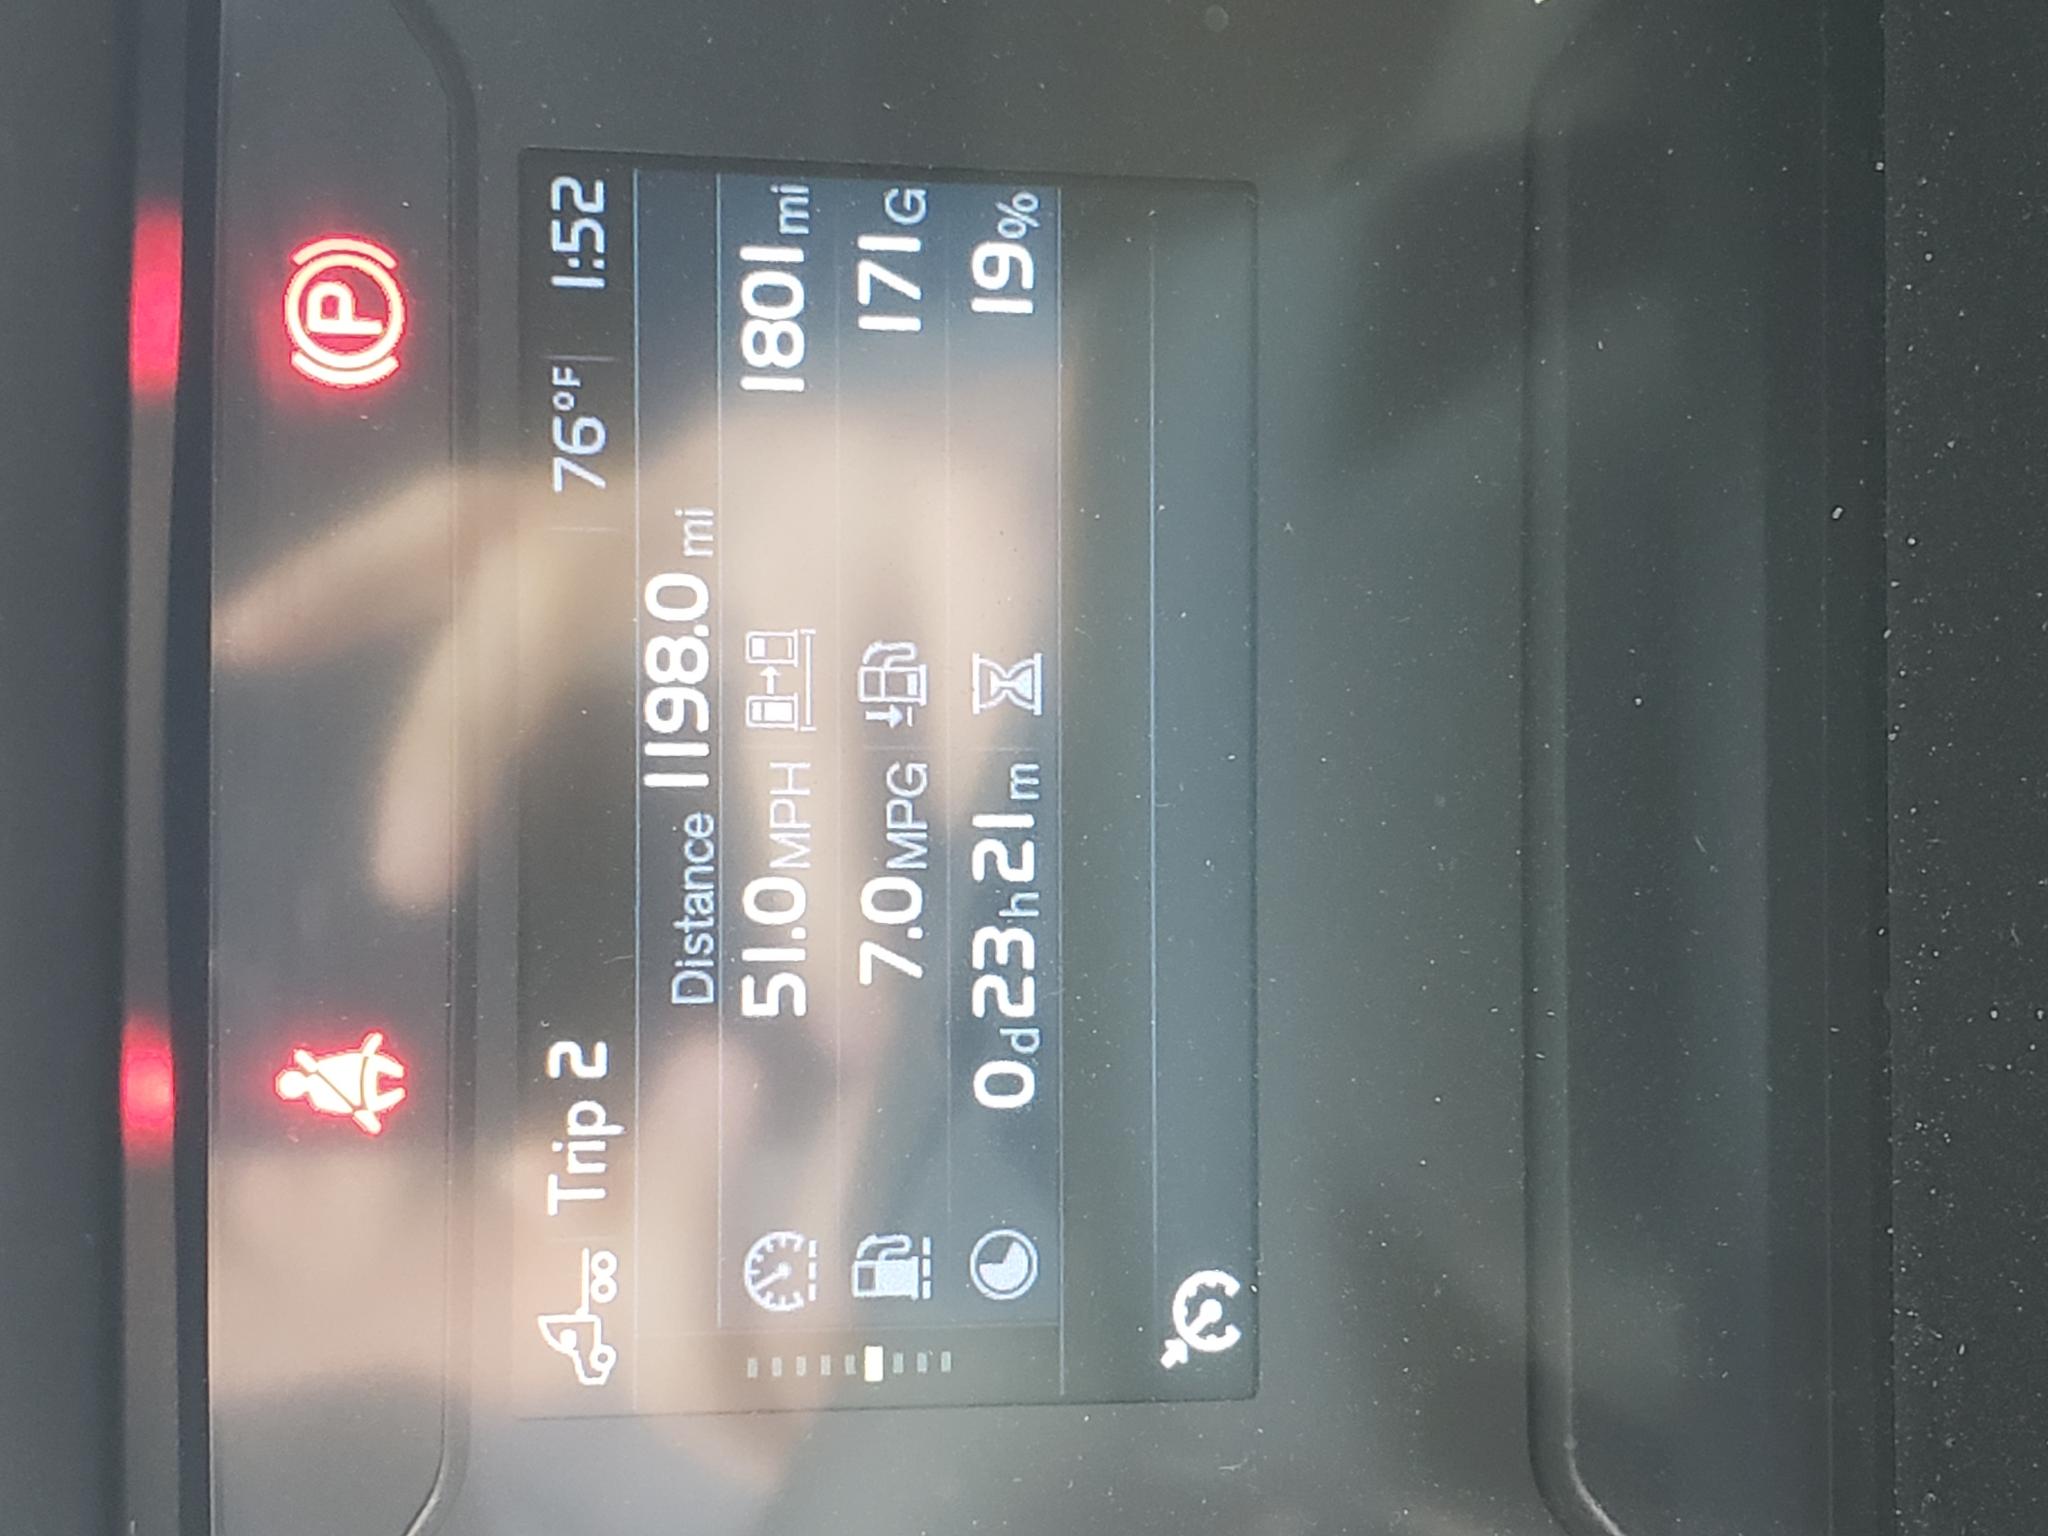 Trip 2 76°F 1:52
Distance 1198.0 mi
51.0 MPH 1801 mi
7.0 MPG 171 G
0d 23h 21m 19%
P